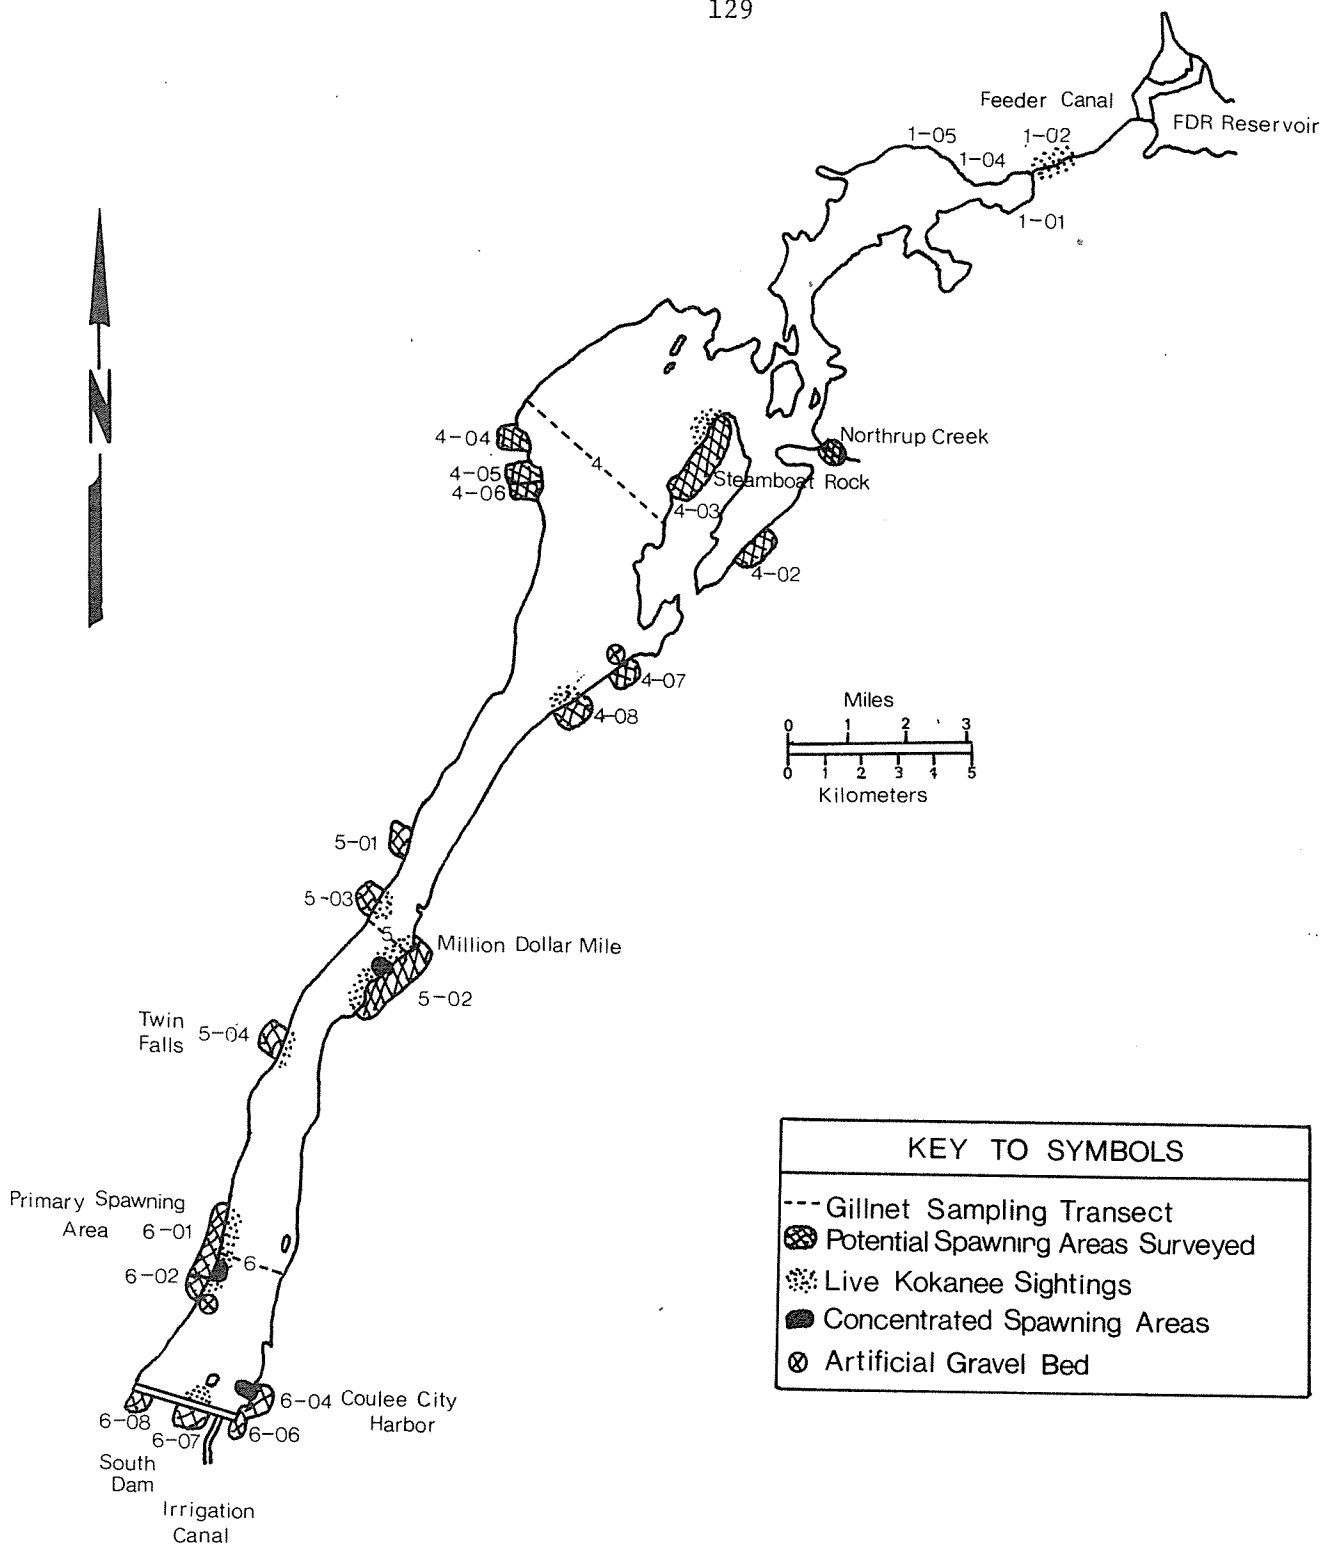 129
Feeder Canal
FDR Reservoir
1-05
1-02
1-04
1-01
N
4-04
Northrup Creek
4
4-05
Steamboat Rock
4-06
4-03
4-02
4-07
4-08
Miles
0 1 2 3
0 1 2 3 4 5
Kilometers
5-01
5-03
5
Million Dollar Mile
5-02
Twin
Falls
5-04
Primary Spawning
Area
6-01
6
6-02
6-04
Coulee City
Harbor
6-08
6-07
6-06
South
Dam
Irrigation
Canal
KEY TO SYMBOLS
Gillnet Sampling Transect
Potential Spawning Areas Surveyed
Live Kokanee Sightings
Concentrated Spawning Areas
Artificial Gravel Bed